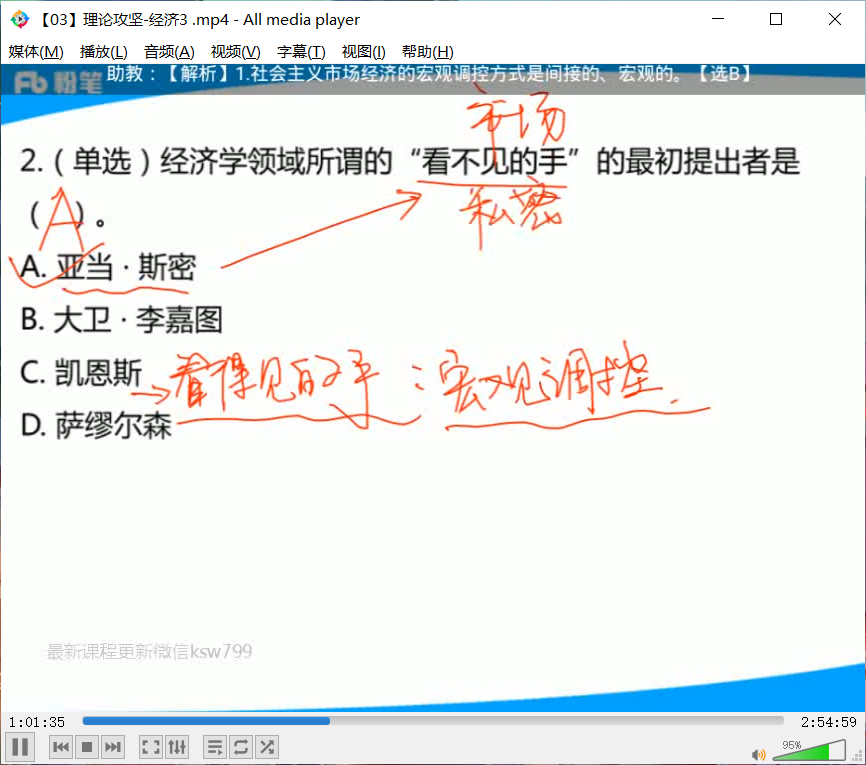 【03】理论攻坚-经济3 .mp4 - All media player
媒体(M) 播放(L) 音频(A) 视频(V) 字幕(T) 视图(I) 帮助(H)
Fb 粉笔 助教：【解析】1.社会主义市场经济的宏观调控方式是间接的、宏观的。【选B】
市场
2.（单选）经济学领域所谓的“看不见的手”的最初提出者是
私密
（A）。
A. 亚当·斯密
B. 大卫·李嘉图
C. 凯恩斯 看得见的手：宏观调控.
D. 萨缪尔森
最新课程更新微信ksw799
1:01:35 2:54:59
95%